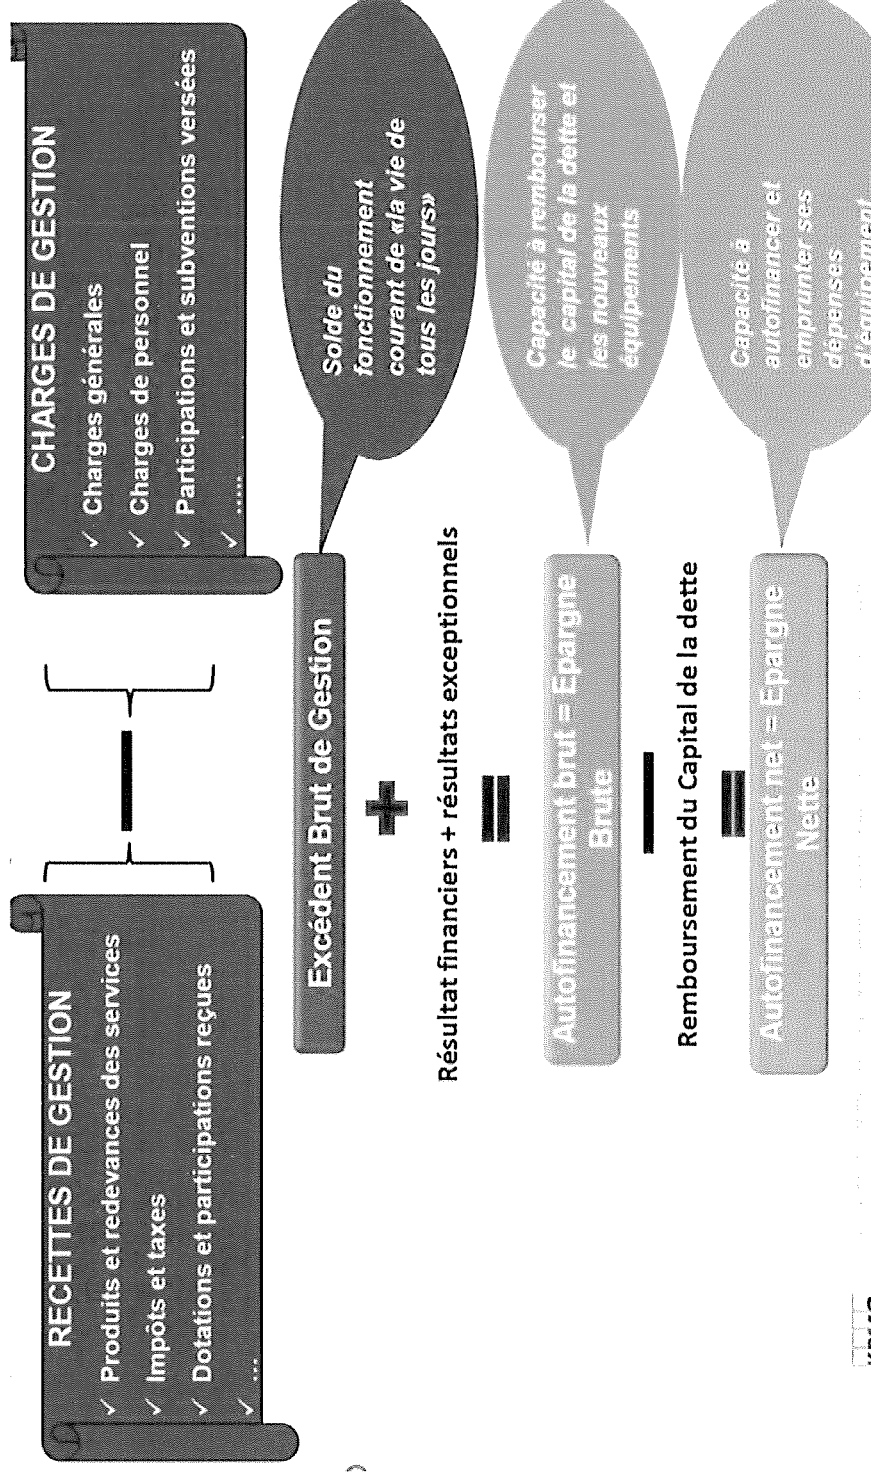 RECETTES DE GESTION
✓ Produits et redevances des services
✓ Impôts et taxes
✓ Dotations et participations reçues
✓ ...
CHARGES DE GESTION
✓ Charges générales
✓ Charges de personnel
✓ Participations et subventions versées
✓ .....
Excédent Brut de Gestion
Solde du
fonctionnement
courant de «la vie de
tous les jours»
+
Résultat financiers + résultats exceptionnels
=
Autofinancement brut = Epargne
Brute
Capacité à rembourser
le capital de la dette et
les nouveaux
équipements
Remboursement du Capital de la dette
=
Autofinancement net = Epargne
Nette
Capacité à
autofinancer et
emprunter ses
dépenses
d'équipement